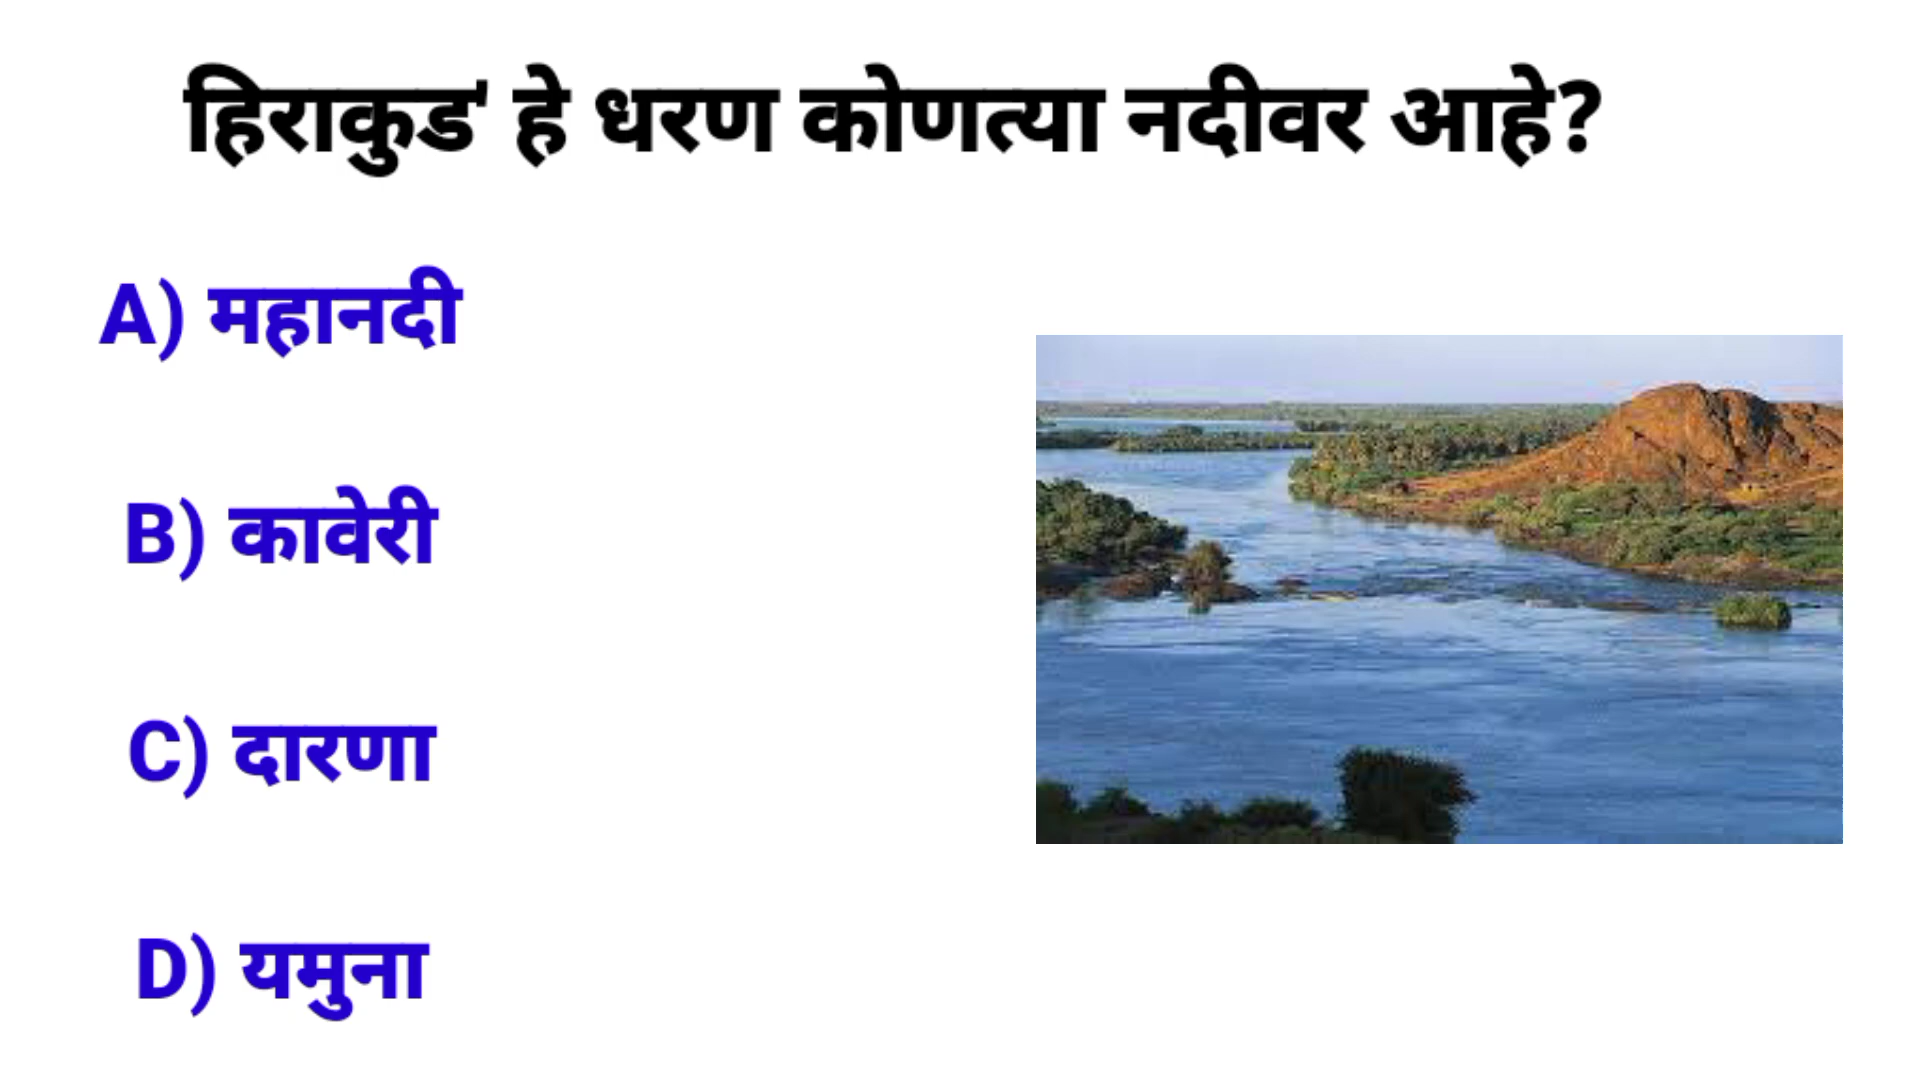 हिराकुड' हे धरण कोणत्या नदीवर आहे?
A) महानदी
B) कावेरी
C) दारणा
D) यमुना